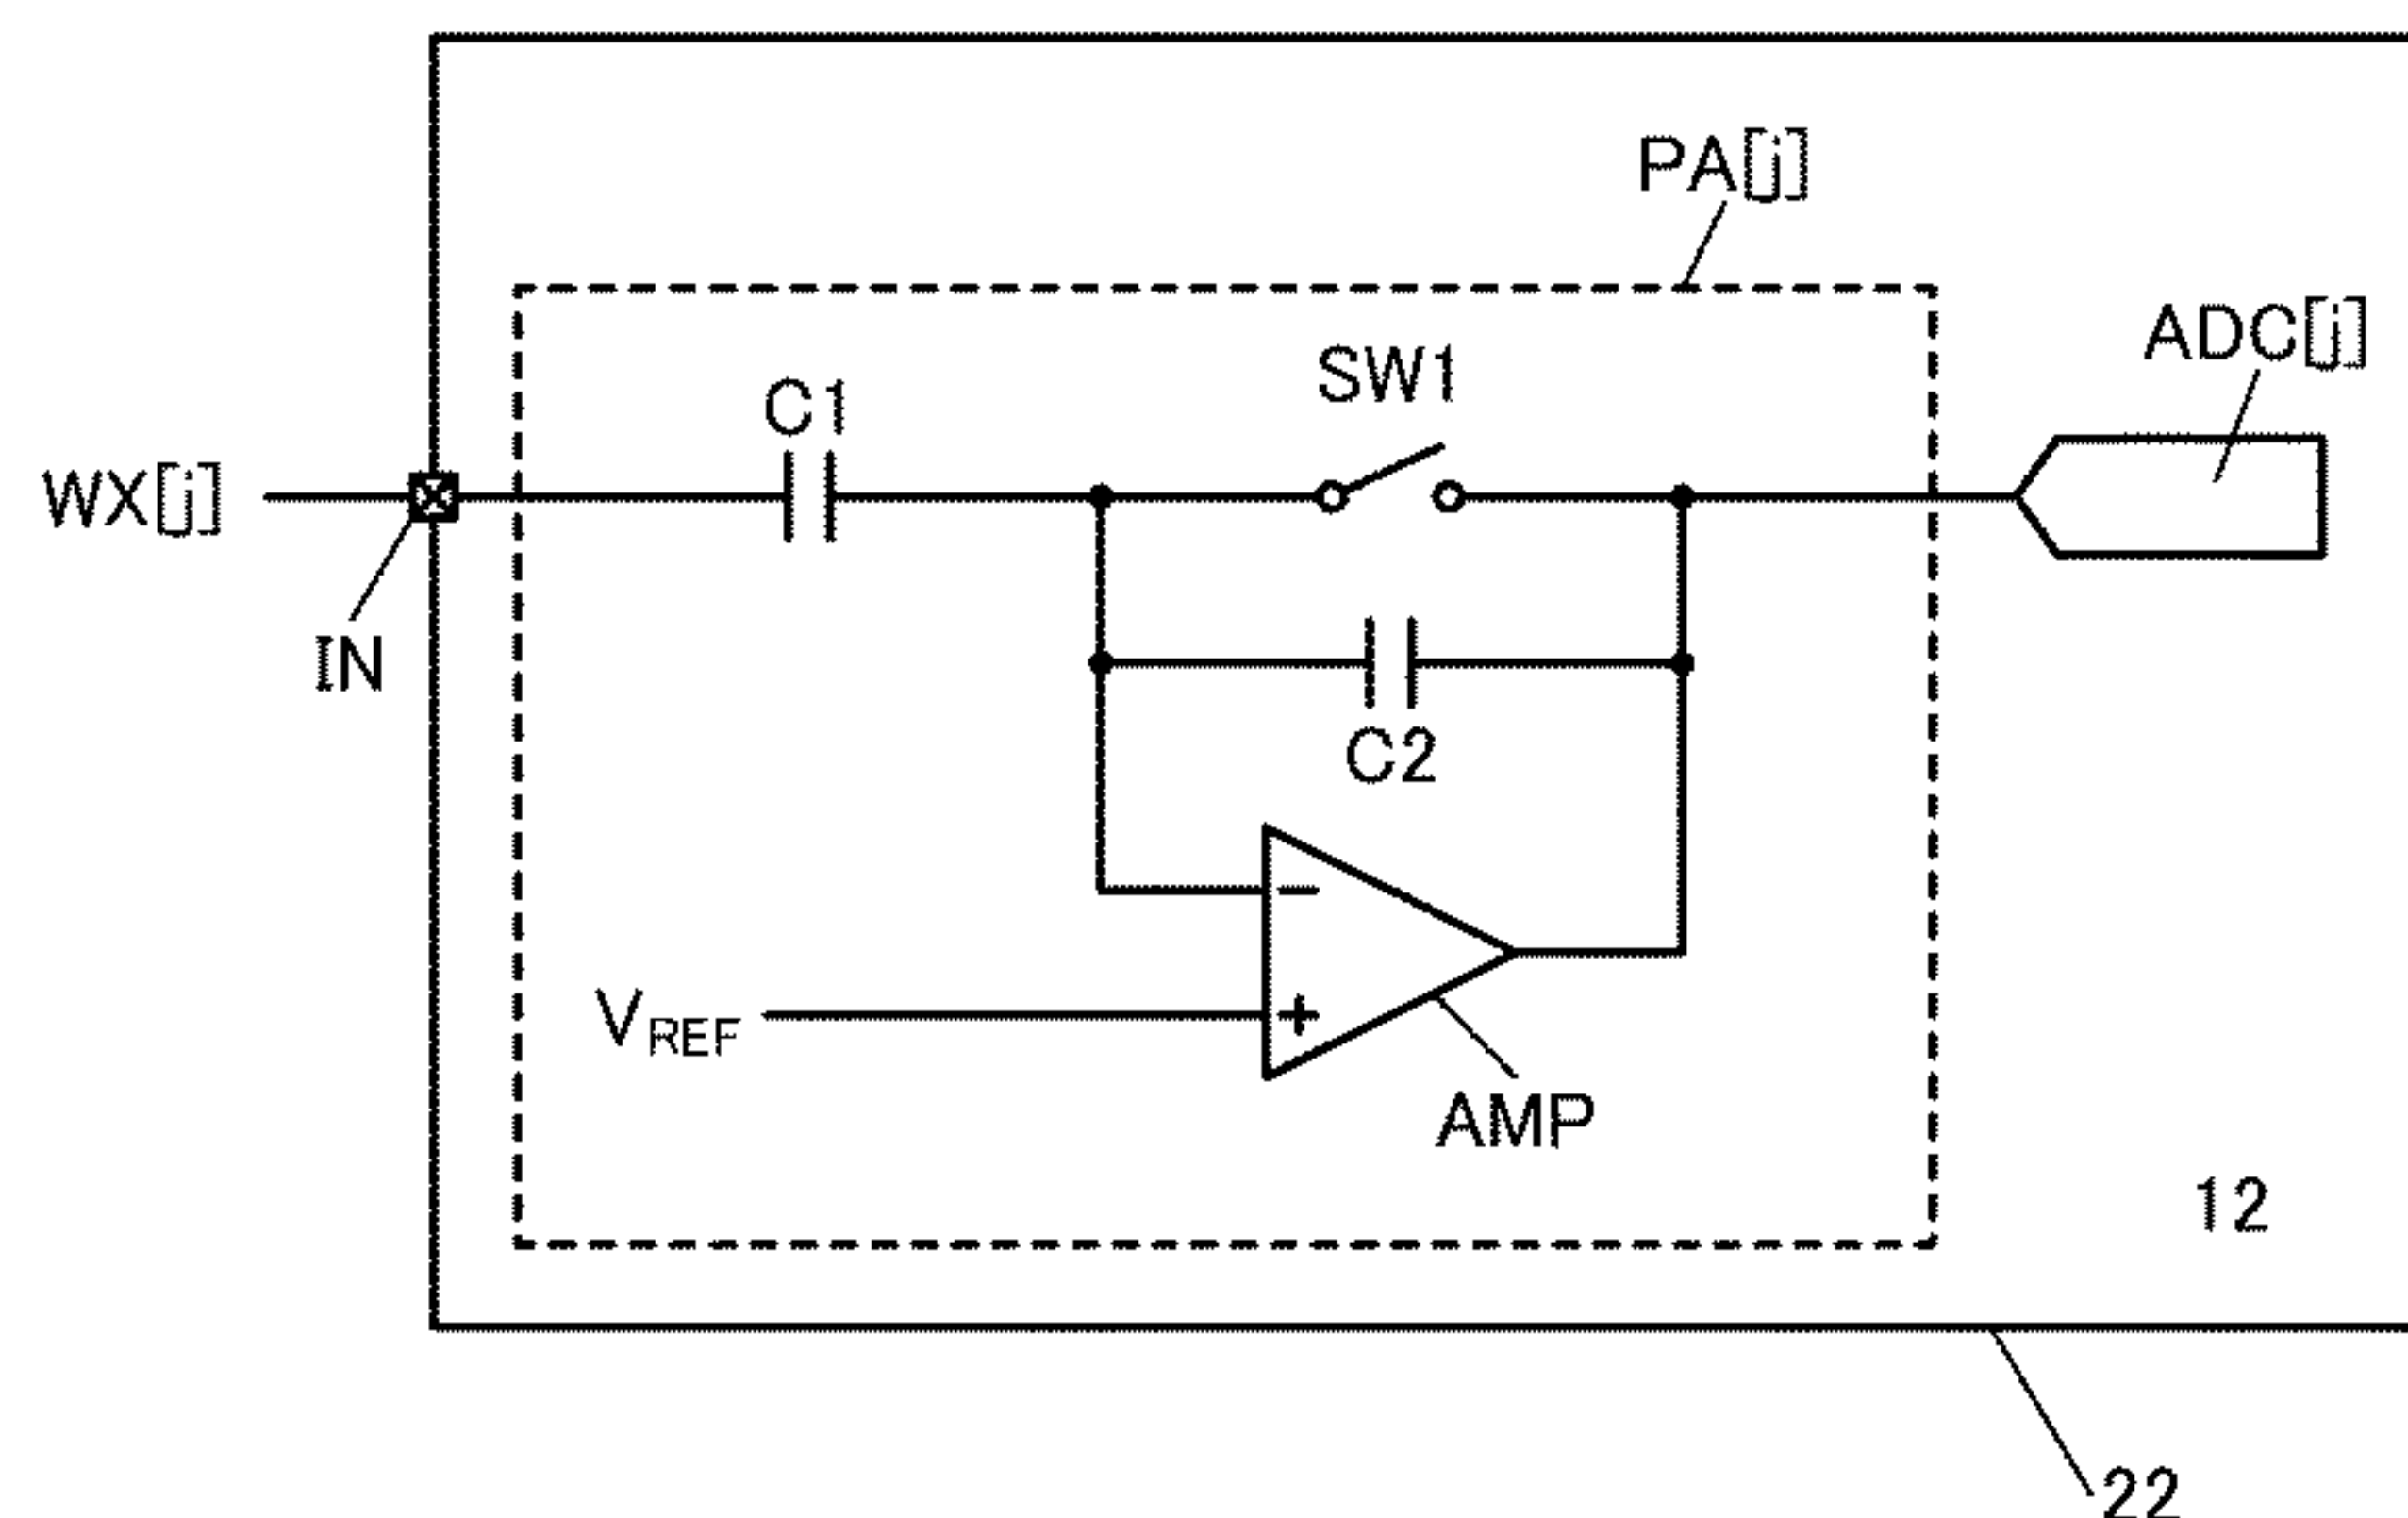 PA[j]
ADC[j]
SW1
C1
WX[j]
IN
C2
−
VREF
+
AMP
12
22